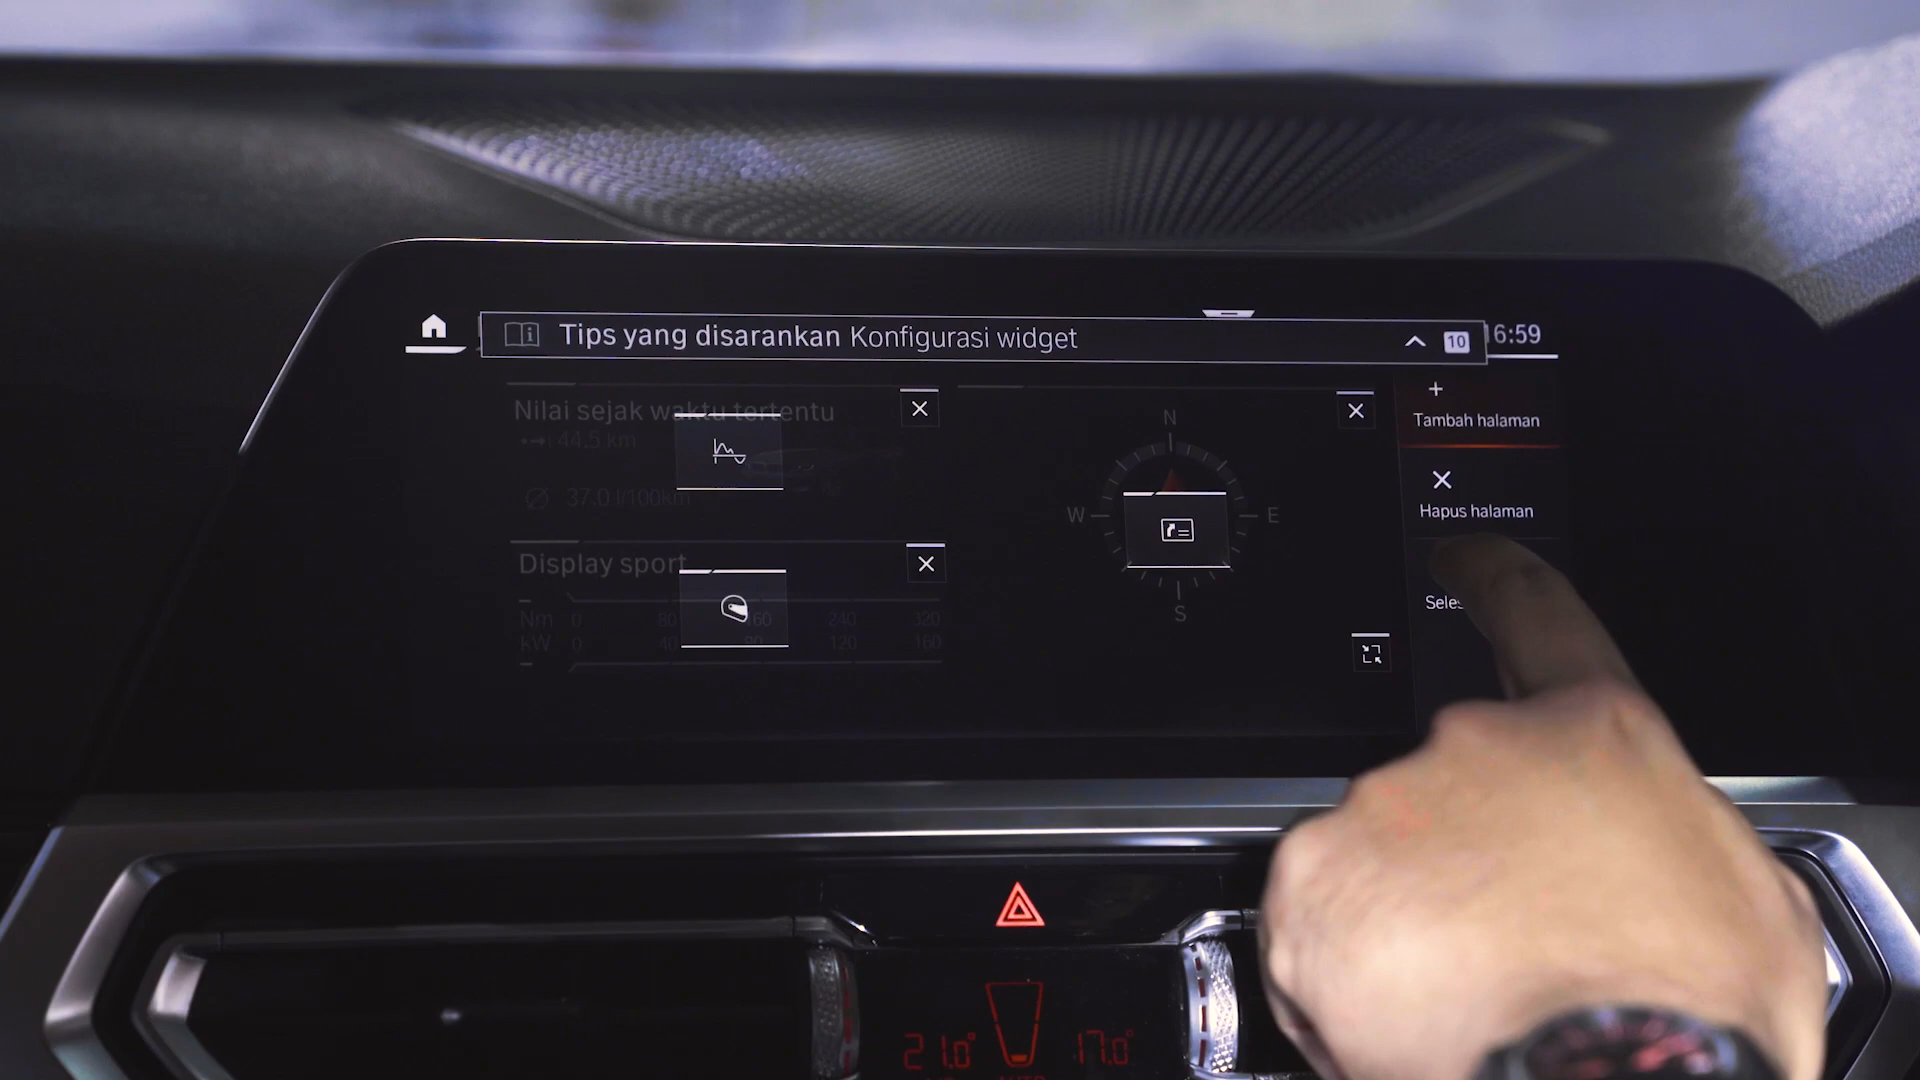 Tips yang disarankan Konfigurasi widget
10
16:59
Nilai sejak waktu tertentu
44,5 km
37.0 l/100km
N
W
E
S
Display sport
Nm 0 80 160 240 320
kW 0 40 80 120 160
Tambah halaman
Hapus halaman
21.0°
17.0°